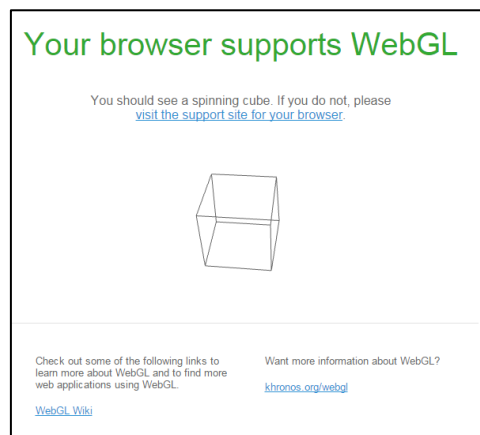 Your browser supports WebGL
You should see a spinning cube. If you do not, please
visit the support site for your browser.
Check out some of the following links to
learn more about WebGL and to find more
web applications using WebGL.
WebGL Wiki
Want more information about WebGL?
khronos.org/webgl